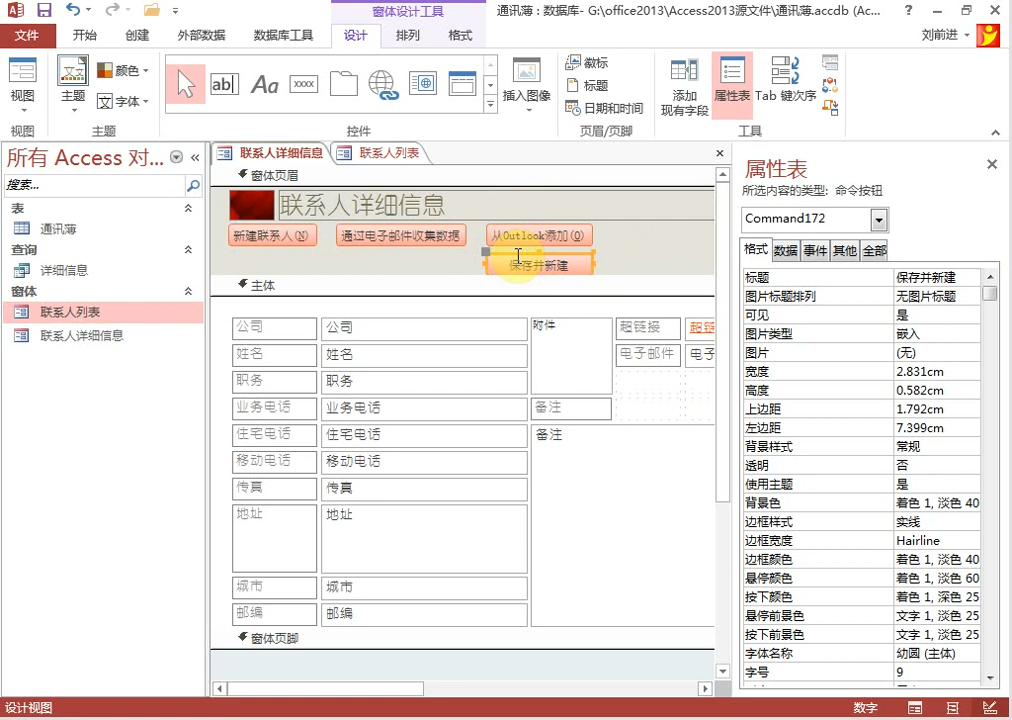 窗体设计工具
通讯薄 : 数据库- G:\office2013\Access2013源文件\通讯薄.accdb (Ac...
文件 开始 创建 外部数据 数据库工具 设计 排列 格式 刘前进
视图 主题 颜色 字体 ab| Aa xxxx 插入图像 徽标 标题 日期和时间 添加 现有字段 属性表 Tab 键次序
视图 主题 控件 页眉/页脚 工具
所有 Access 对...
搜索...
表
通讯薄
查询
详细信息
窗体
联系人列表
联系人详细信息
联系人详细信息 联系人列表
窗体页眉
联系人详细信息
新建联系人(N) 通过电子邮件收集数据 从Outlook添加(O)
保存并新建
主体
公司 公司 附件 超链接 超链
姓名 姓名 电子邮件 电子
职务 职务
业务电话 业务电话 备注
住宅电话 住宅电话 备注
移动电话 移动电话
传真 传真
地址 地址
城市 城市
邮编 邮编
窗体页脚
属性表
所选内容的类型: 命令按钮
Command172
格式 数据 事件 其他 全部
标题 保存并新建
图片标题排列 无图片标题
可见 是
图片类型 嵌入
图片 (无)
宽度 2.831cm
高度 0.582cm
上边距 1.792cm
左边距 7.399cm
背景样式 常规
透明 否
使用主题 是
背景色 着色 1, 淡色 40
边框样式 实线
边框宽度 Hairline
边框颜色 着色 1, 淡色 40
悬停颜色 着色 1, 淡色 60
按下颜色 着色 1, 深色 25
悬停前景色 文字 1, 淡色 25
按下前景色 文字 1, 淡色 25
字体名称 幼圆 (主体)
字号 9
设计视图 数字